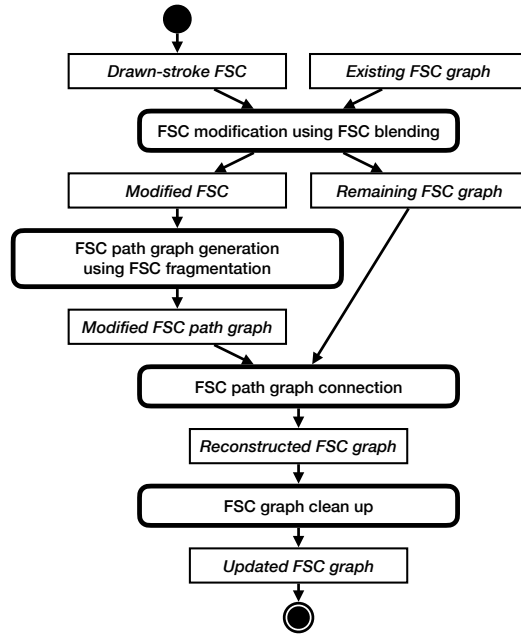 Drawn-stroke FSC
Existing FSC graph
FSC modification using FSC blending
Modified FSC
Remaining FSC graph
FSC path graph generation
using FSC fragmentation
Modified FSC path graph
FSC path graph connection
Reconstructed FSC graph
FSC graph clean up
Updated FSC graph